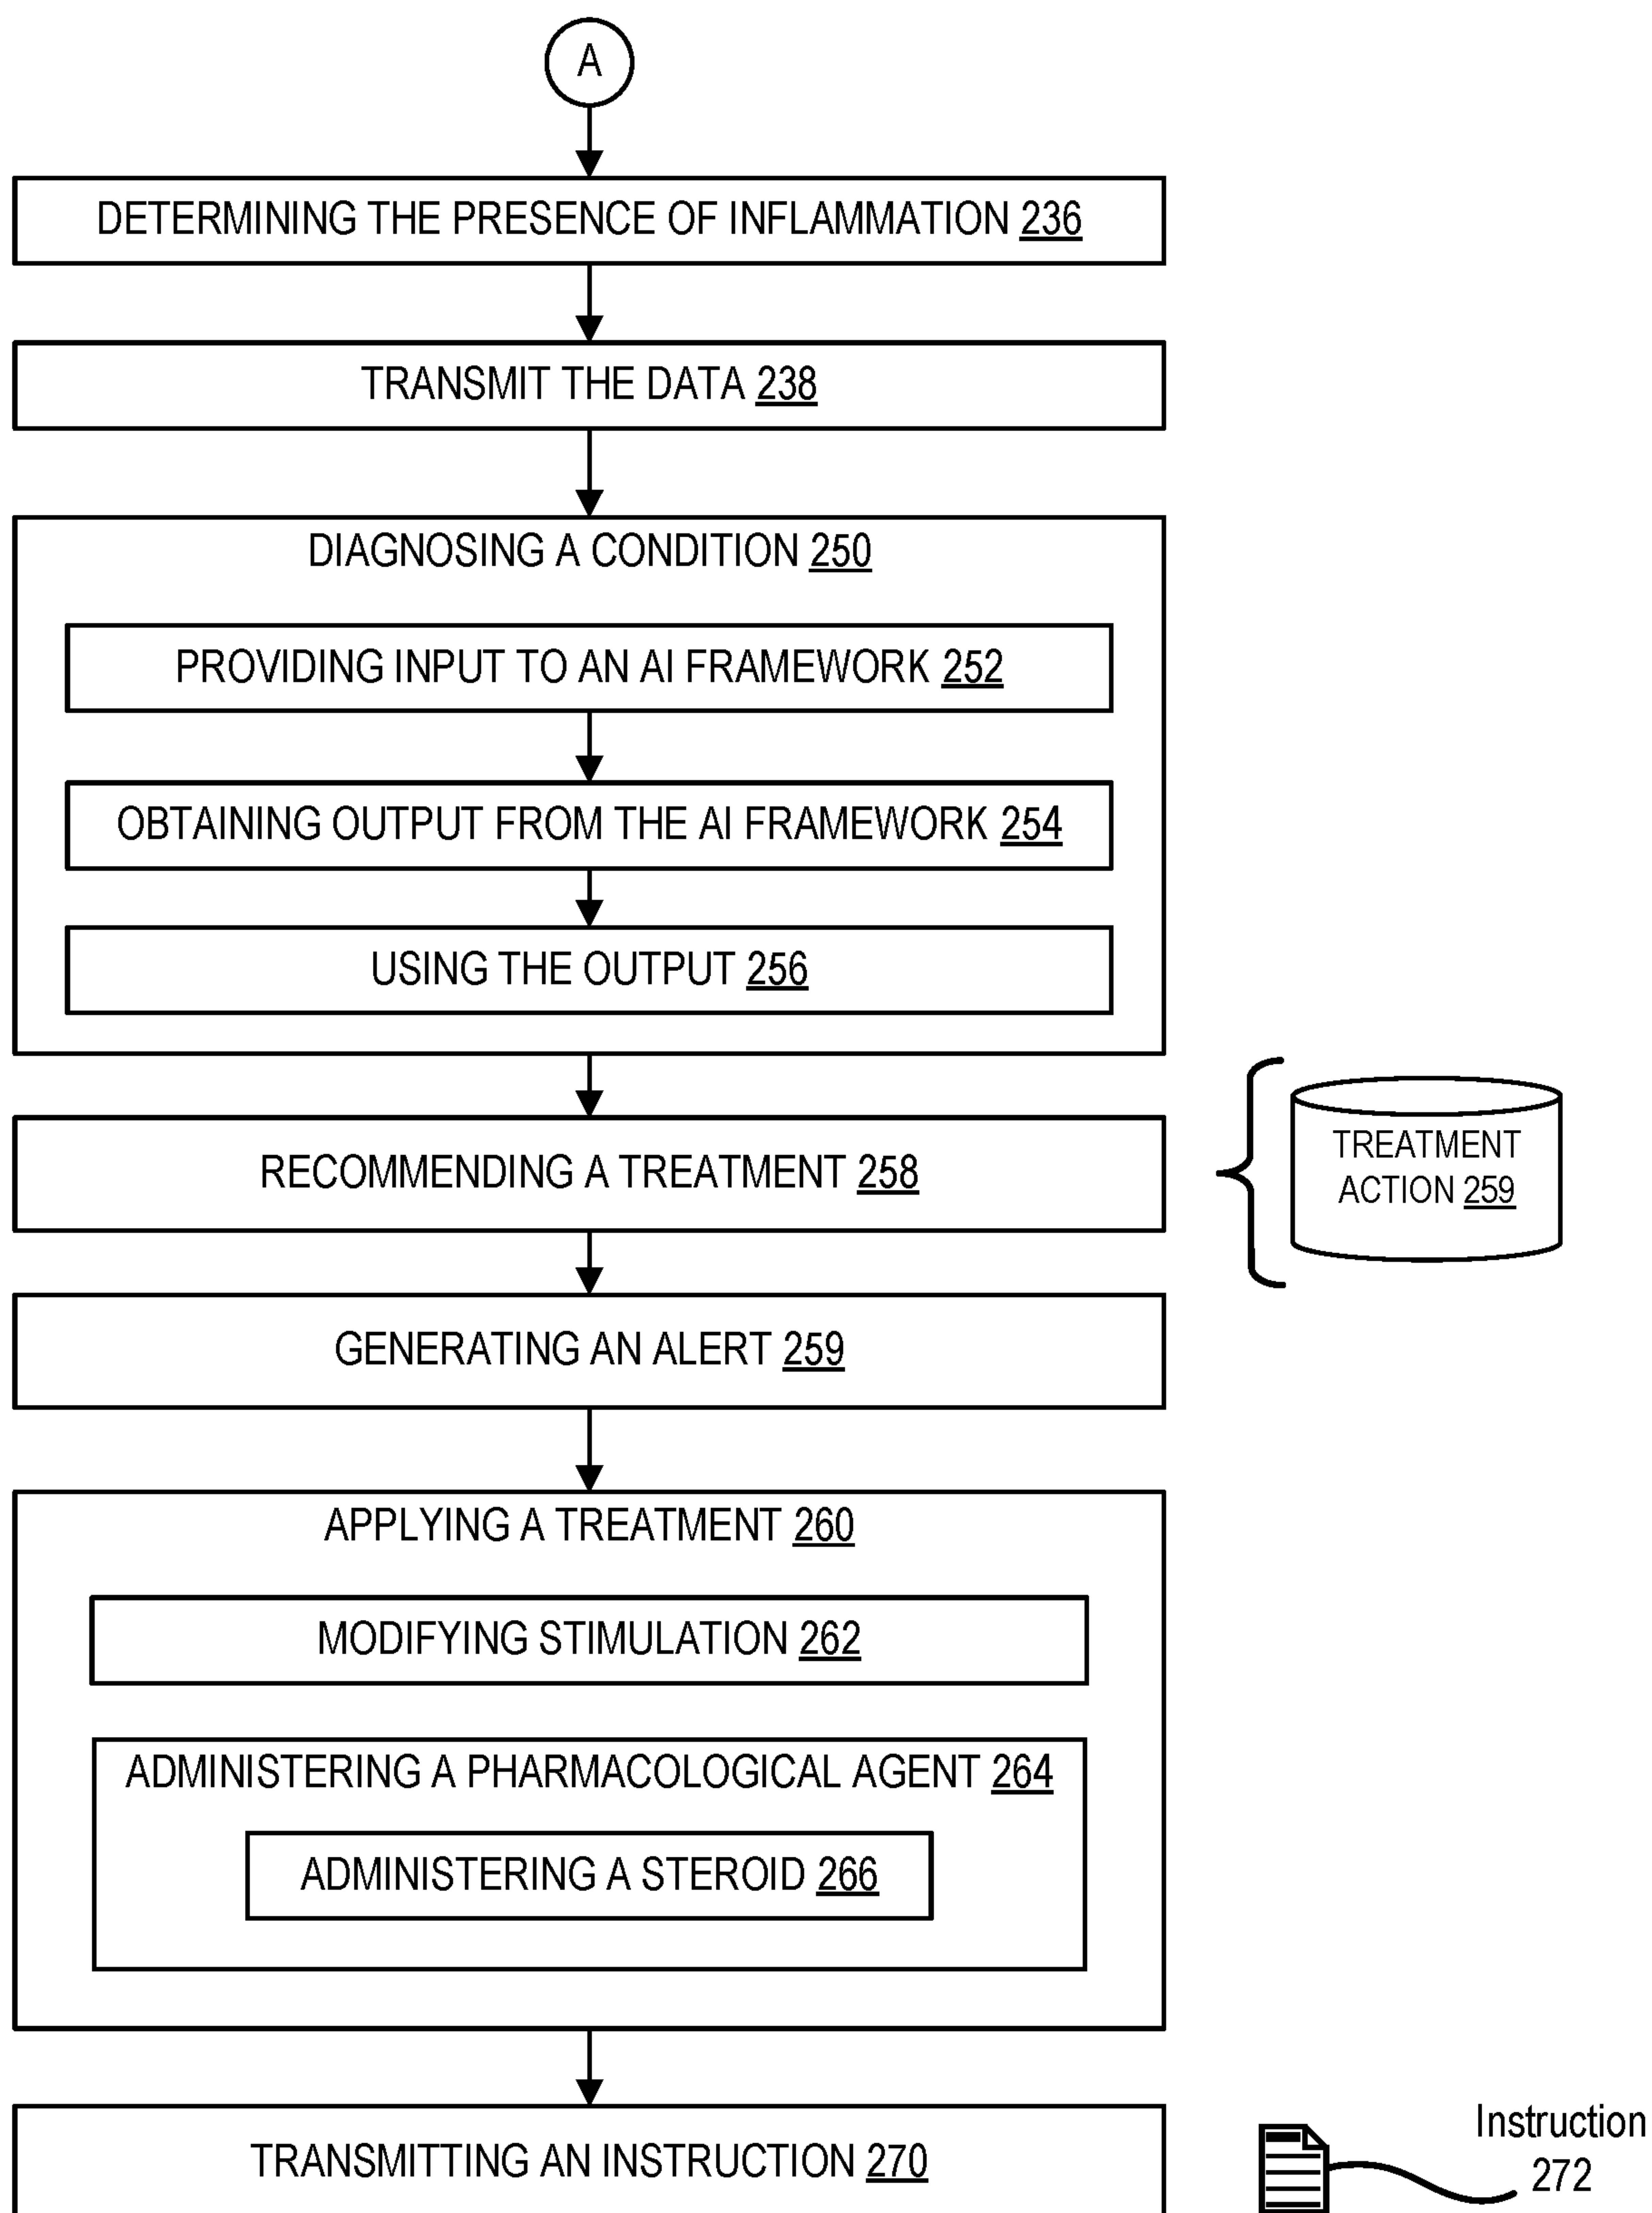 A
DETERMINING THE PRESENCE OF INFLAMMATION 236
TRANSMIT THE DATA 238
DIAGNOSING A CONDITION 250
PROVIDING INPUT TO AN AI FRAMEWORK 252
OBTAINING OUTPUT FROM THE AI FRAMEWORK 254
USING THE OUTPUT 256
RECOMMENDING A TREATMENT 258
TREATMENT
ACTION 259
GENERATING AN ALERT 259
APPLYING A TREATMENT 260
MODIFYING STIMULATION 262
ADMINISTERING A PHARMACOLOGICAL AGENT 264
ADMINISTERING A STEROID 266
TRANSMITTING AN INSTRUCTION 270
Instruction
272